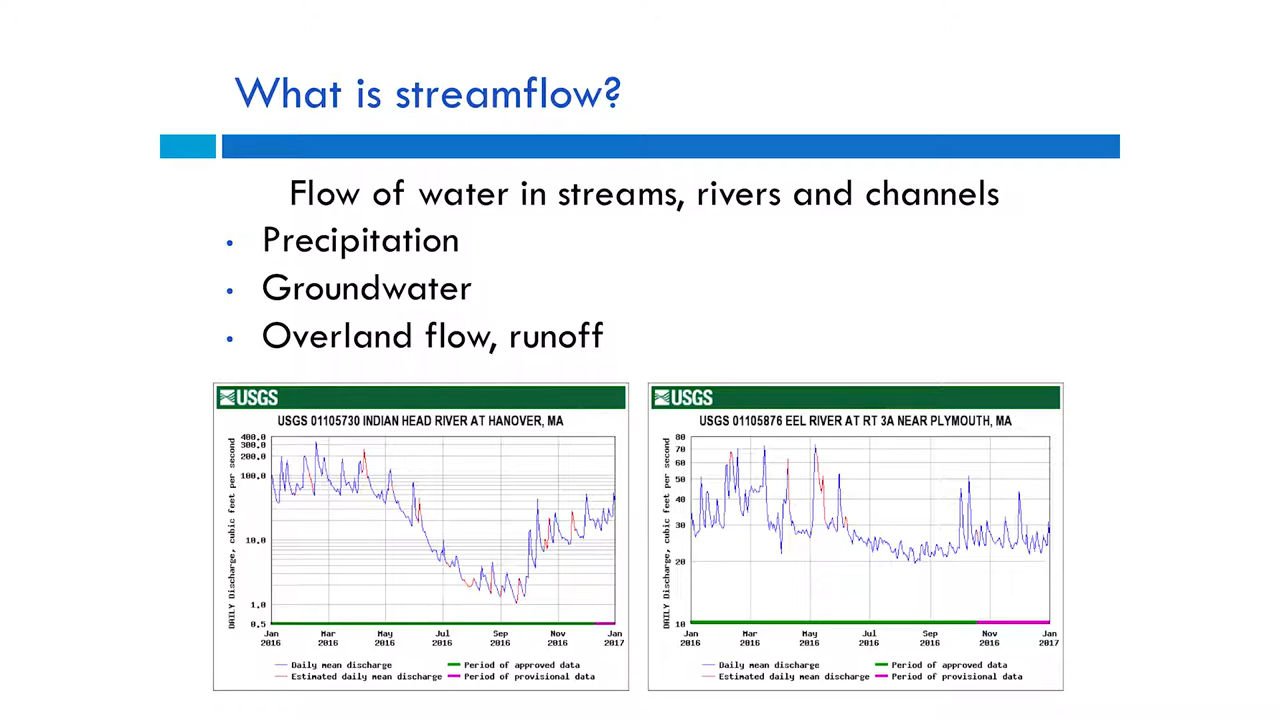 What is streamflow?
Flow of water in streams, rivers and channels
• Precipitation
• Groundwater
• Overland flow, runoff
USGS
USGS 01105730 INDIAN HEAD RIVER AT HANOVER, MA
DAILY Discharge, cubic feet per second
400.0
300.0
200.0
100.0
10.0
1.0
0.5
Jan Mar May Jul Sep Nov Jan
2016 2016 2016 2016 2016 2016 2017
Daily mean discharge
Estimated daily mean discharge
Period of approved data
Period of provisional data
USGS
USGS 01105876 EEL RIVER AT RT 3A NEAR PLYMOUTH, MA
DAILY Discharge, cubic feet per second
80
70
60
50
40
30
20
10
Jan Mar May Jul Sep Nov Jan
2016 2016 2016 2016 2016 2016 2017
Daily mean discharge
Estimated daily mean discharge
Period of approved data
Period of provisional data